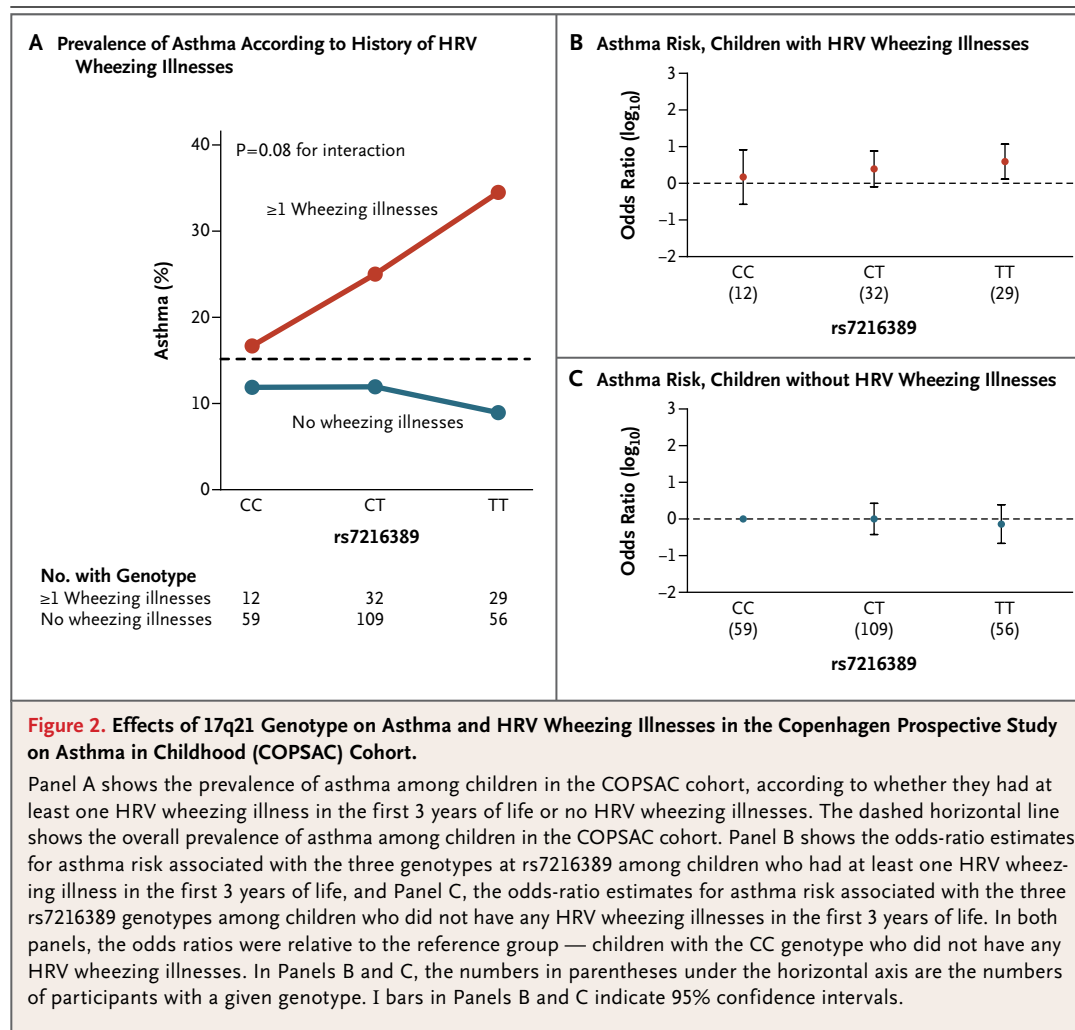 A Prevalence of Asthma According to History of HRV
Wheezing Illnesses
40
30
20
10
0
Asthma (%)
P=0.08 for interaction
≥1 Wheezing illnesses
No wheezing illnesses
CC CT TT
rs7216389
No. with Genotype
≥1 Wheezing illnesses 12 32 29
No wheezing illnesses 59 109 56
B Asthma Risk, Children with HRV Wheezing Illnesses
3
2
1
0
−1
−2
Odds Ratio (log10)
CC CT TT
(12) (32) (29)
rs7216389
C Asthma Risk, Children without HRV Wheezing Illnesses
3
2
1
0
−1
−2
Odds Ratio (log10)
CC CT TT
(59) (109) (56)
rs7216389
Figure 2. Effects of 17q21 Genotype on Asthma and HRV Wheezing Illnesses in the Copenhagen Prospective Study
on Asthma in Childhood (COPSAC) Cohort.
Panel A shows the prevalence of asthma among children in the COPSAC cohort, according to whether they had at
least one HRV wheezing illness in the first 3 years of life or no HRV wheezing illnesses. The dashed horizontal line
shows the overall prevalence of asthma among children in the COPSAC cohort. Panel B shows the odds-ratio estimates
for asthma risk associated with the three genotypes at rs7216389 among children who had at least one HRV wheez-
ing illness in the first 3 years of life, and Panel C, the odds-ratio estimates for asthma risk associated with the three
rs7216389 genotypes among children who did not have any HRV wheezing illnesses in the first 3 years of life. In both
panels, the odds ratios were relative to the reference group — children with the CC genotype who did not have any
HRV wheezing illnesses. In Panels B and C, the numbers in parentheses under the horizontal axis are the numbers
of participants with a given genotype. I bars in Panels B and C indicate 95% confidence intervals.